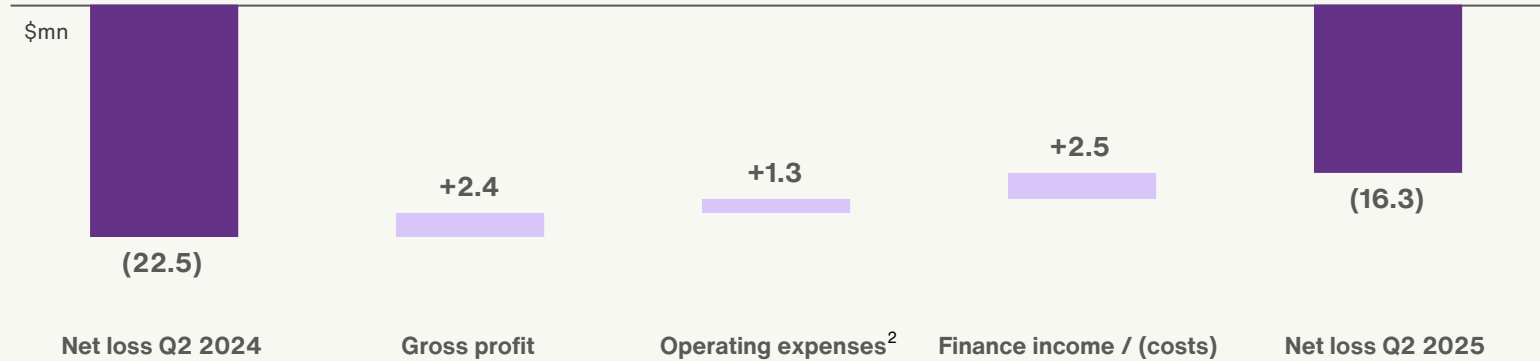 $mn
+2.5
+1.3
+2.4
(16.3)
(22.5)
Net loss Q2 2024 Gross profit Operating expenses2 Finance income / (costs) Net loss Q2 2025